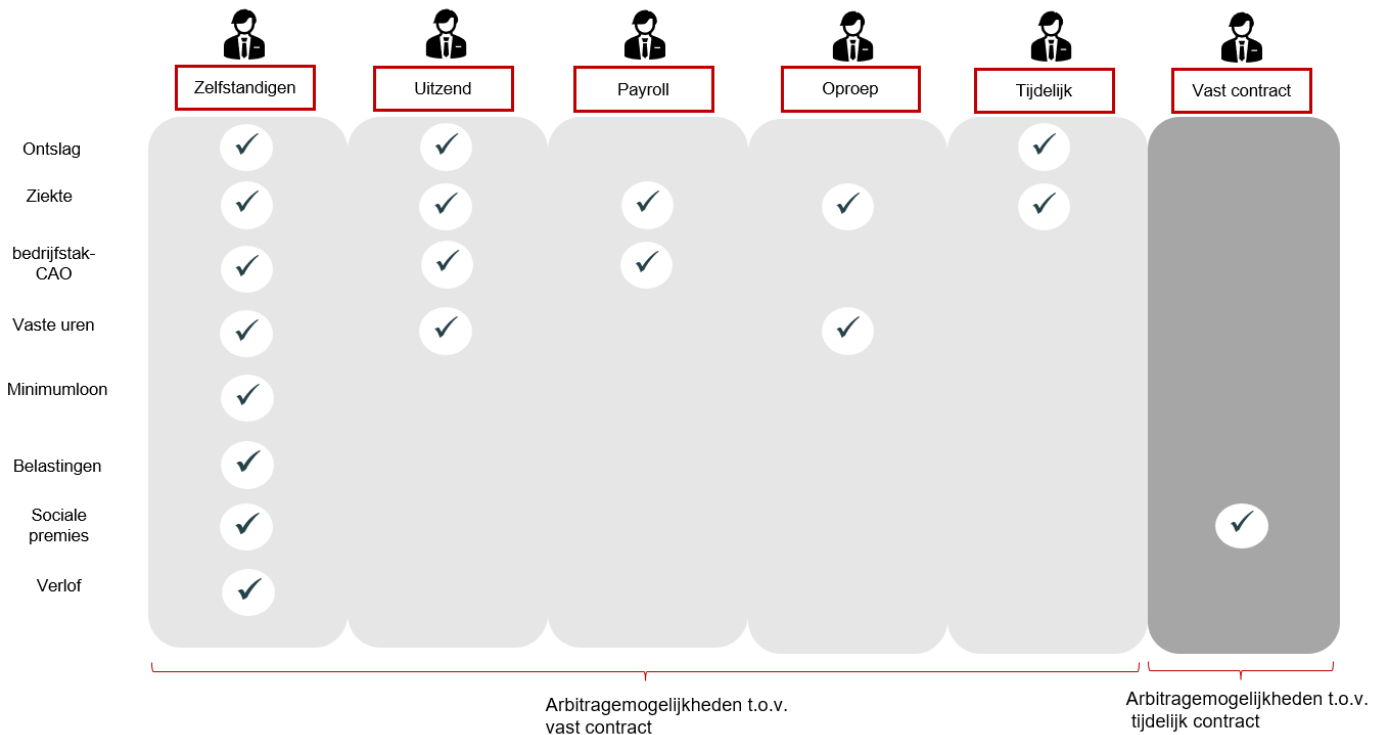 Zelfstandigen
Uitzend
Payroll
Oproep
Tijdelijk
Vast contract
Ontslag
Ziekte
bedrijfstak-
CAO
Vaste uren
Minimumloon
Belastingen
Sociale
premies
Verlof
Arbitragemogelijkheden t.o.v.
vast contract
Arbitragemogelijkheden t.o.v.
tijdelijk contract